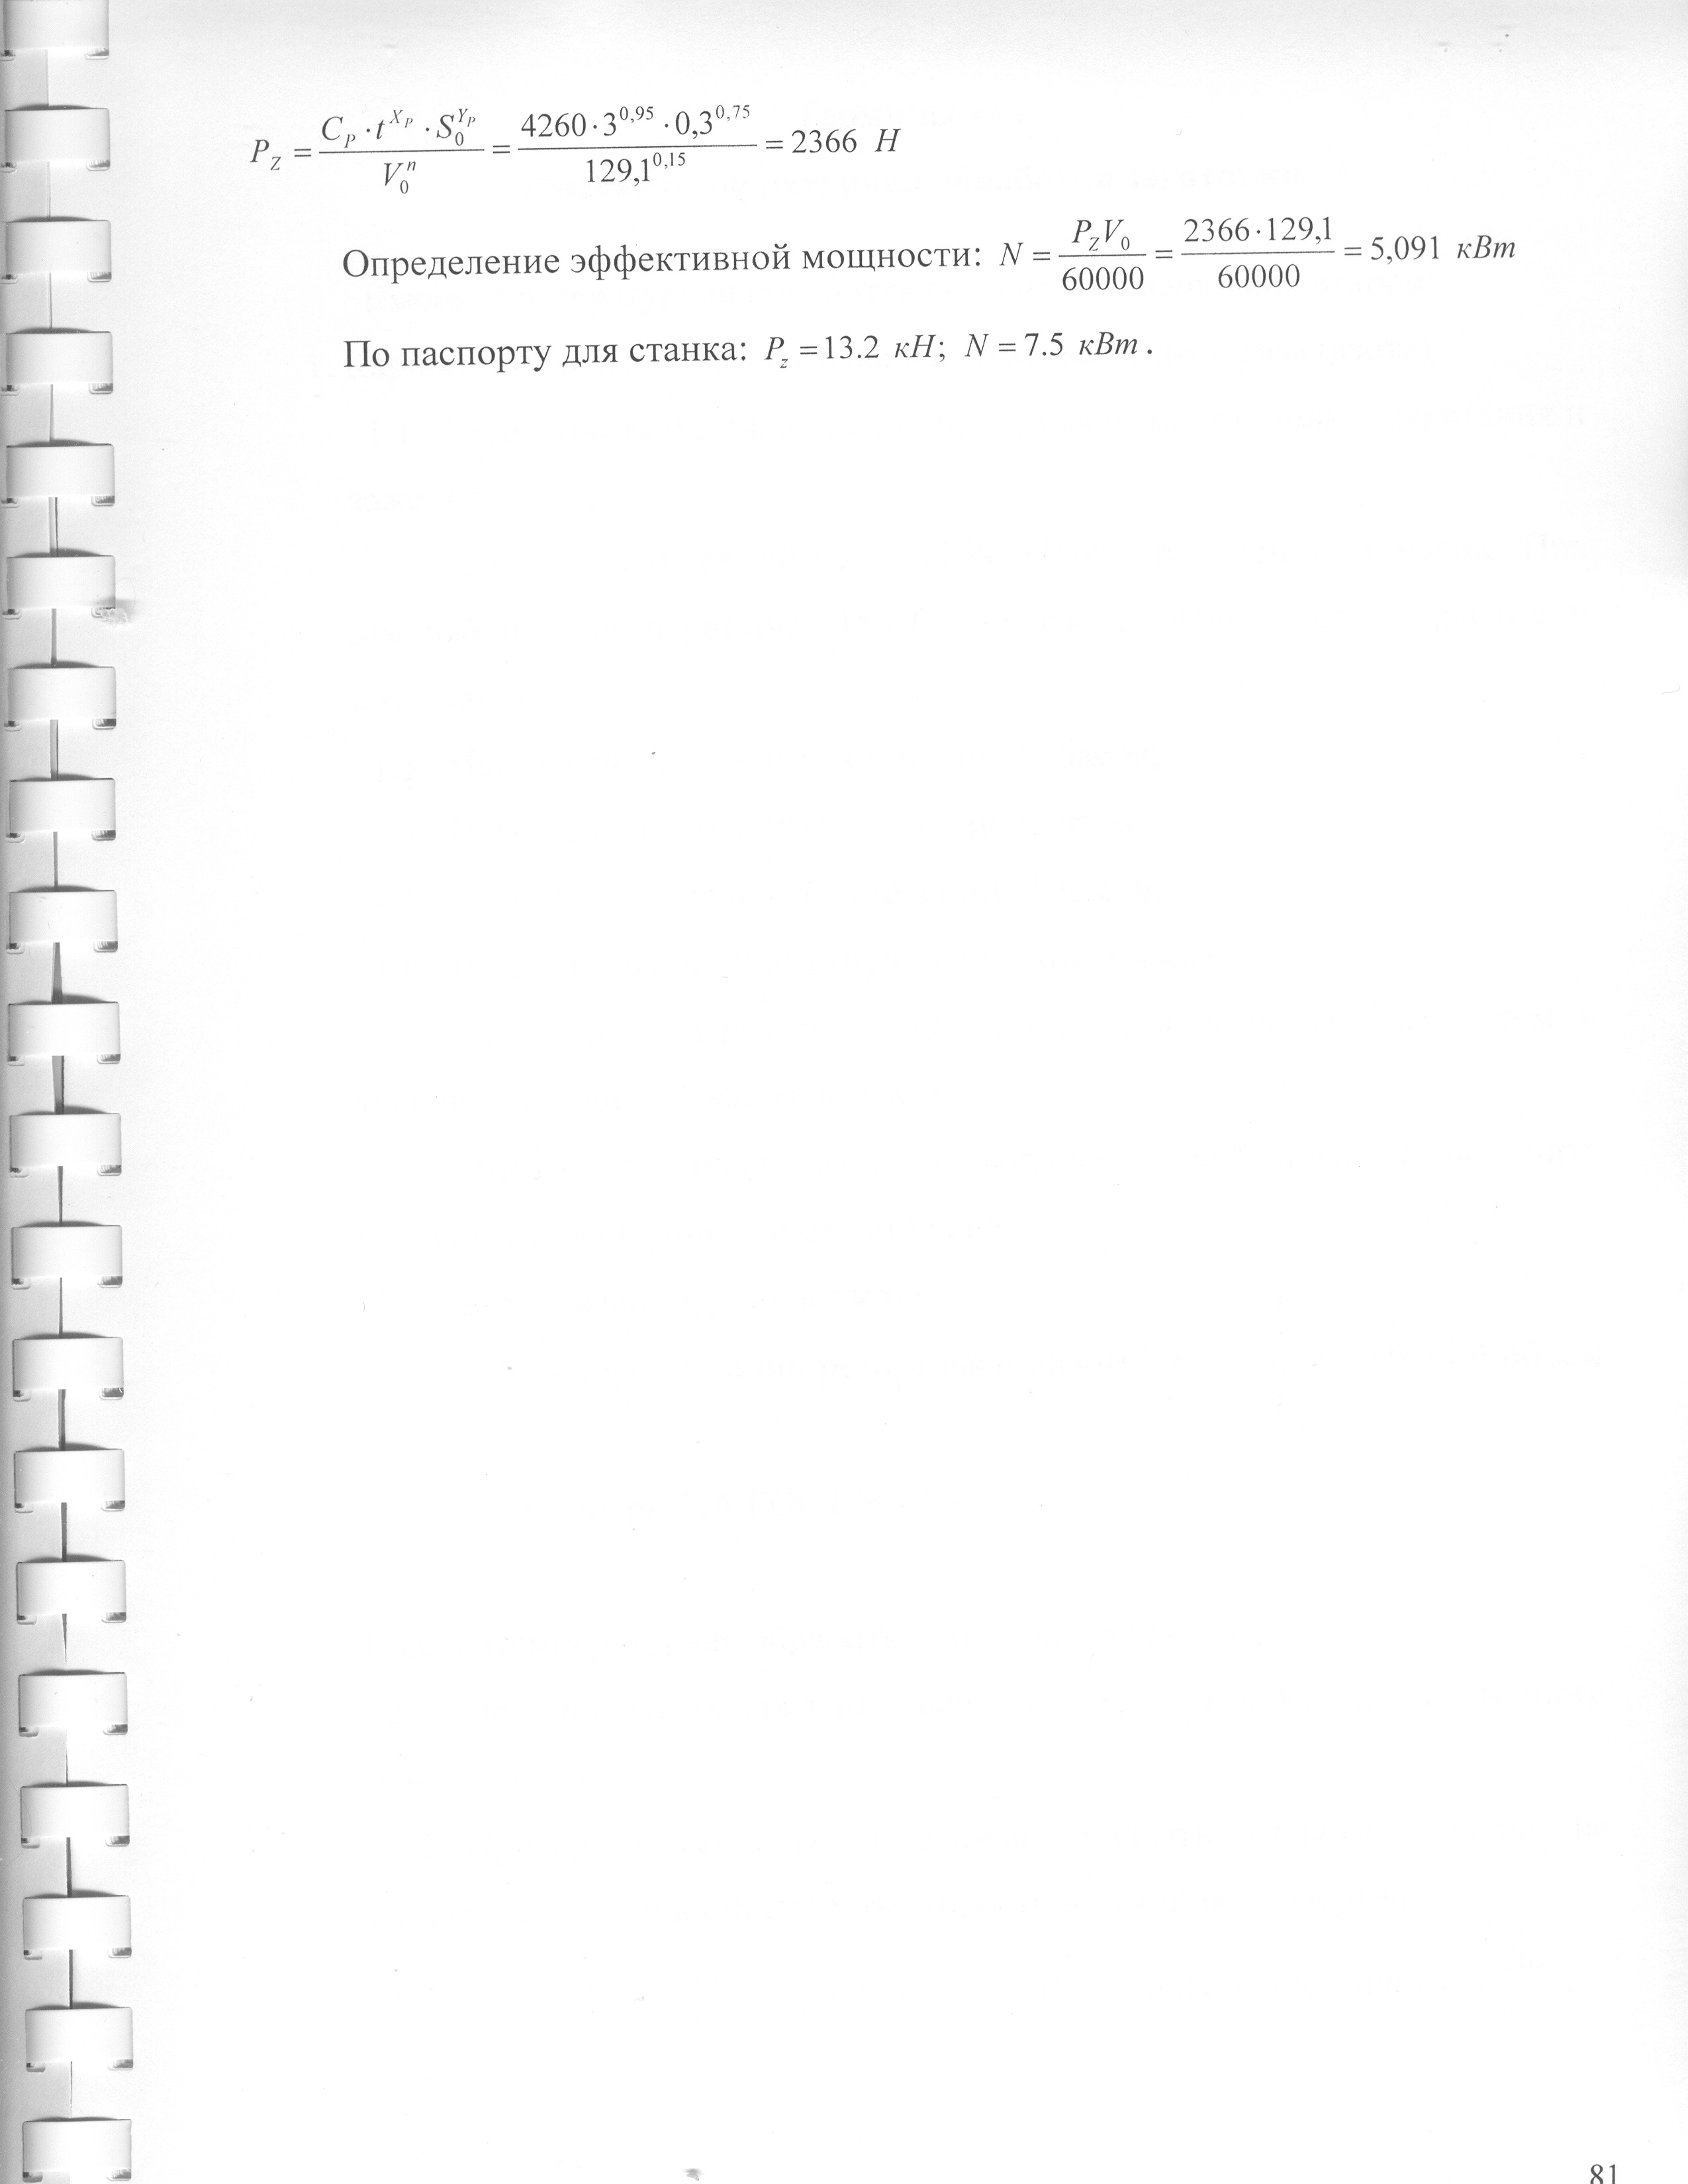 P_Z = \frac{C_P \cdot t^{X_P} \cdot S_0^{Y_P}}{V_0^n} = \frac{4260 \cdot 3^{0,95} \cdot 0,3^{0,75}}{129,1^{0,15}} = 2366 Н
Определение эффективной мощности: N = \frac{P_Z V_0}{60000} = \frac{2366 \cdot 129,1}{60000} = 5,091 кВт
По паспорту для станка: P_z = 13.2 кН; N = 7.5 кВт .
81